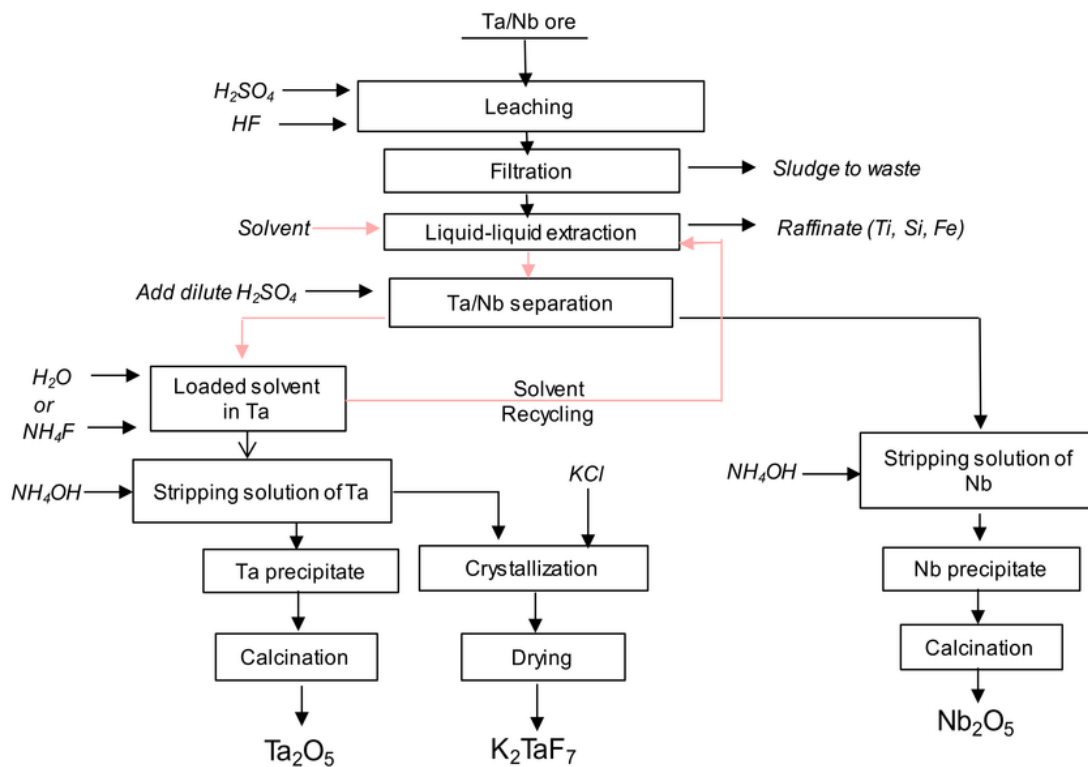 Ta/Nb ore
H₂SO₄
Leaching
HF
Filtration
Sludge to waste
Solvent
Liquid-liquid extraction
Raffinate (Ti, Si, Fe)
Add dilute H₂SO₄
Ta/Nb separation
H₂O
or
NH₄F
Loaded solvent
in Ta
Solvent
Recycling
NH₄OH
Stripping solution of Ta
KCl
NH₄OH
Stripping solution of
Nb
Ta precipitate
Crystallization
Nb precipitate
Calcination
Drying
Calcination
Ta₂O₅
K₂TaF₇
Nb₂O₅